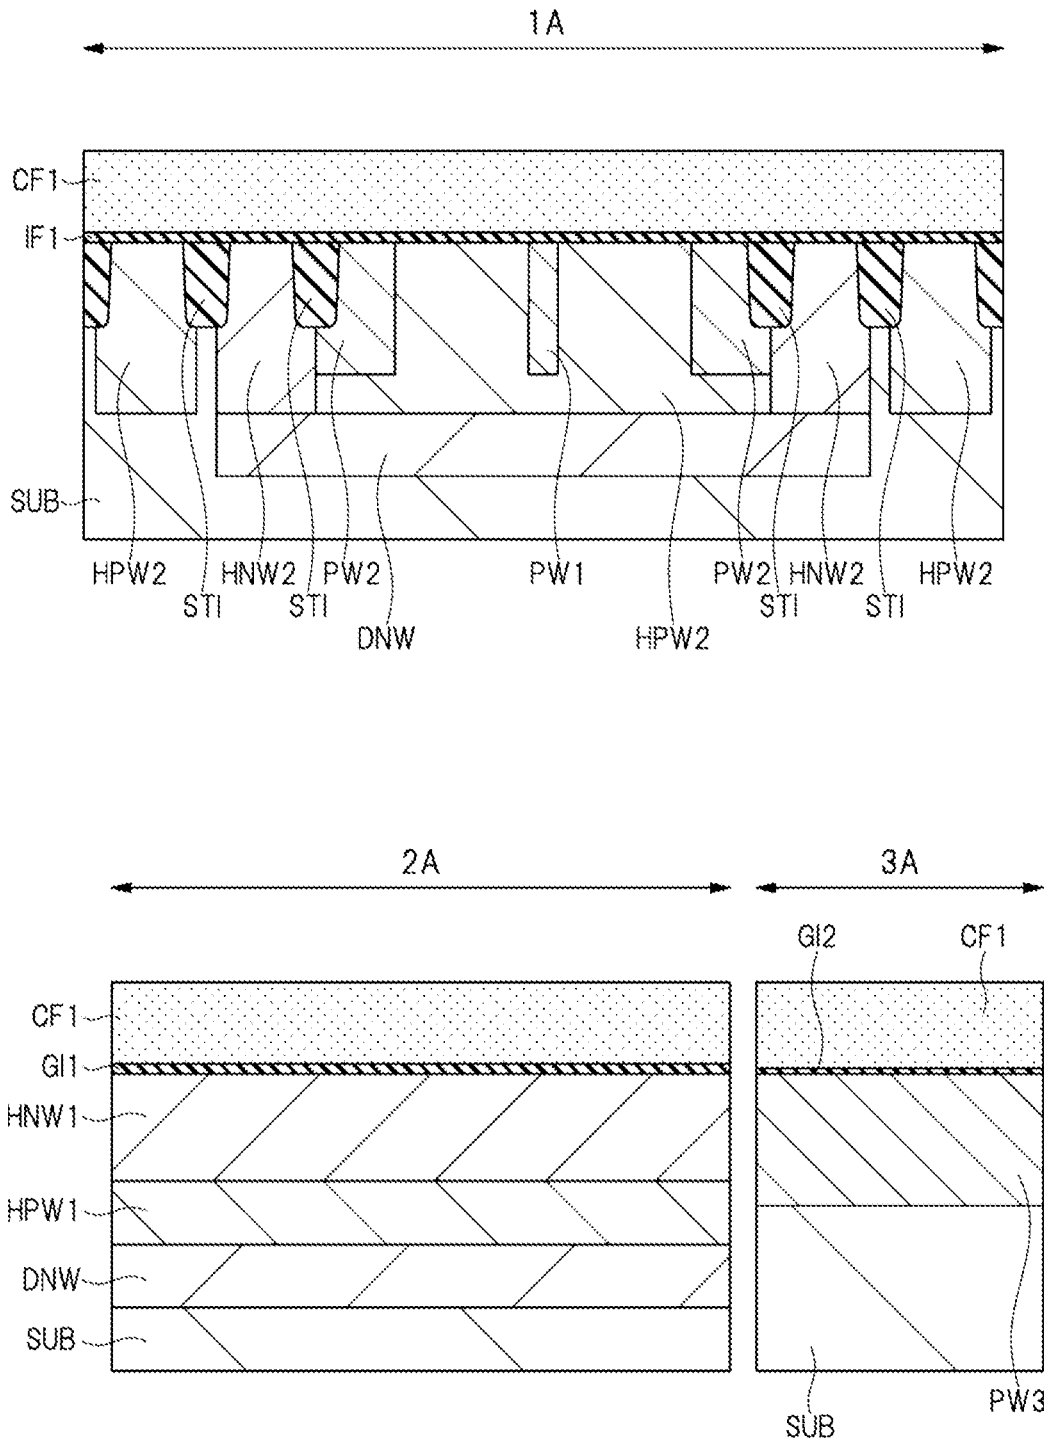 1A
CF1
IF1
SUB
HPW2 HNW2 PW2 PW1 PW2 HNW2 HPW2
STI STI STI STI
DNW HPW2
2A 3A
GI2 CF1
CF1
GI1
HNW1
HPW1
DNW
SUB
PW3
SUB